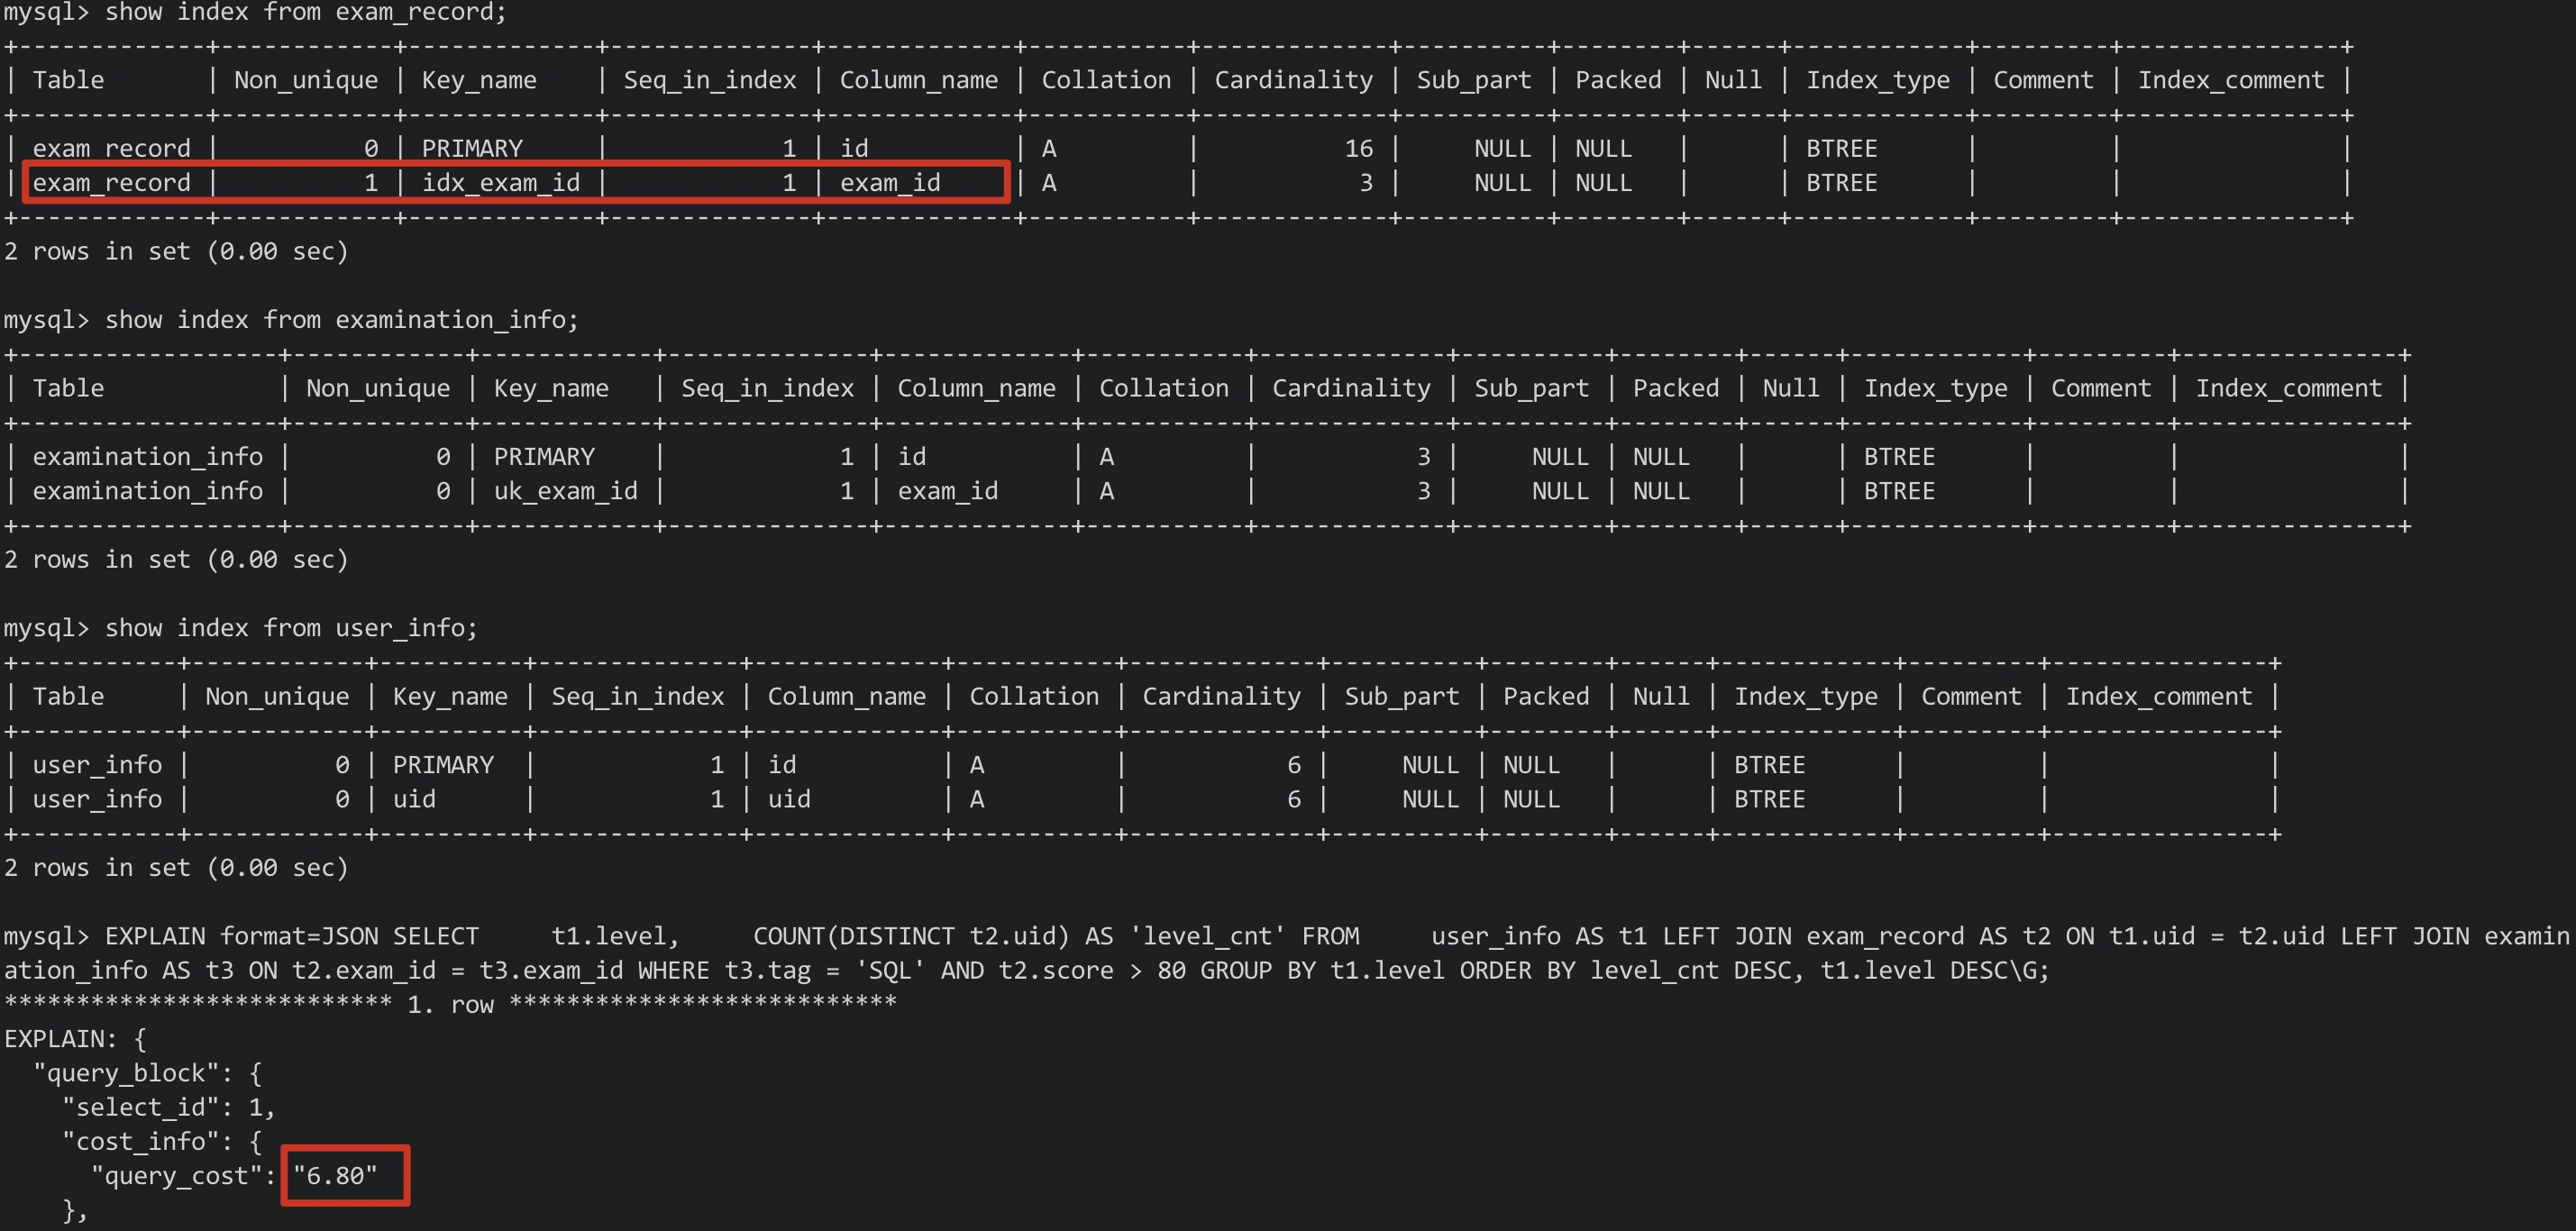 mysql> show index from exam_record;
+-------------+------------+-------------+--------------+-------------+-----------+-------------+----------+--------+------+------------+---------+---------------+
| Table       | Non_unique | Key_name    | Seq_in_index | Column_name | Collation | Cardinality | Sub_part | Packed | Null | Index_type | Comment | Index_comment |
+-------------+------------+-------------+--------------+-------------+-----------+-------------+----------+--------+------+------------+---------+---------------+
| exam_record |          0 | PRIMARY     |            1 | id          | A         |          16 |     NULL | NULL   |      | BTREE      |         |               |
| exam_record |          1 | idx_exam_id |            1 | exam_id     | A         |           3 |     NULL | NULL   |      | BTREE      |         |               |
+-------------+------------+-------------+--------------+-------------+-----------+-------------+----------+--------+------+------------+---------+---------------+
2 rows in set (0.00 sec)
mysql> show index from examination_info;
+------------------+------------+------------+--------------+-------------+-----------+-------------+----------+--------+------+------------+---------+---------------+
| Table            | Non_unique | Key_name   | Seq_in_index | Column_name | Collation | Cardinality | Sub_part | Packed | Null | Index_type | Comment | Index_comment |
+------------------+------------+------------+--------------+-------------+-----------+-------------+----------+--------+------+------------+---------+---------------+
| examination_info |          0 | PRIMARY    |            1 | id          | A         |           3 |     NULL | NULL   |      | BTREE      |         |               |
| examination_info |          0 | uk_exam_id |            1 | exam_id     | A         |           3 |     NULL | NULL   |      | BTREE      |         |               |
+------------------+------------+------------+--------------+-------------+-----------+-------------+----------+--------+------+------------+---------+---------------+
2 rows in set (0.00 sec)
mysql> show index from user_info;
+-----------+------------+----------+--------------+-------------+-----------+-------------+----------+--------+------+------------+---------+---------------+
| Table     | Non_unique | Key_name | Seq_in_index | Column_name | Collation | Cardinality | Sub_part | Packed | Null | Index_type | Comment | Index_comment |
+-----------+------------+----------+--------------+-------------+-----------+-------------+----------+--------+------+------------+---------+---------------+
| user_info |          0 | PRIMARY  |            1 | id          | A         |           6 |     NULL | NULL   |      | BTREE      |         |               |
| user_info |          0 | uid      |            1 | uid         | A         |           6 |     NULL | NULL   |      | BTREE      |         |               |
+-----------+------------+----------+--------------+-------------+-----------+-------------+----------+--------+------+------------+---------+---------------+
2 rows in set (0.00 sec)
mysql> EXPLAIN format=JSON SELECT     t1.level,     COUNT(DISTINCT t2.uid) AS 'level_cnt' FROM     user_info AS t1 LEFT JOIN exam_record AS t2 ON t1.uid = t2.uid LEFT JOIN examin
ation_info AS t3 ON t2.exam_id = t3.exam_id WHERE t3.tag = 'SQL' AND t2.score > 80 GROUP BY t1.level ORDER BY level_cnt DESC, t1.level DESC\G;
*************************** 1. row ***************************
EXPLAIN: {
  "query_block": {
    "select_id": 1,
    "cost_info": {
      "query_cost": "6.80"
    },